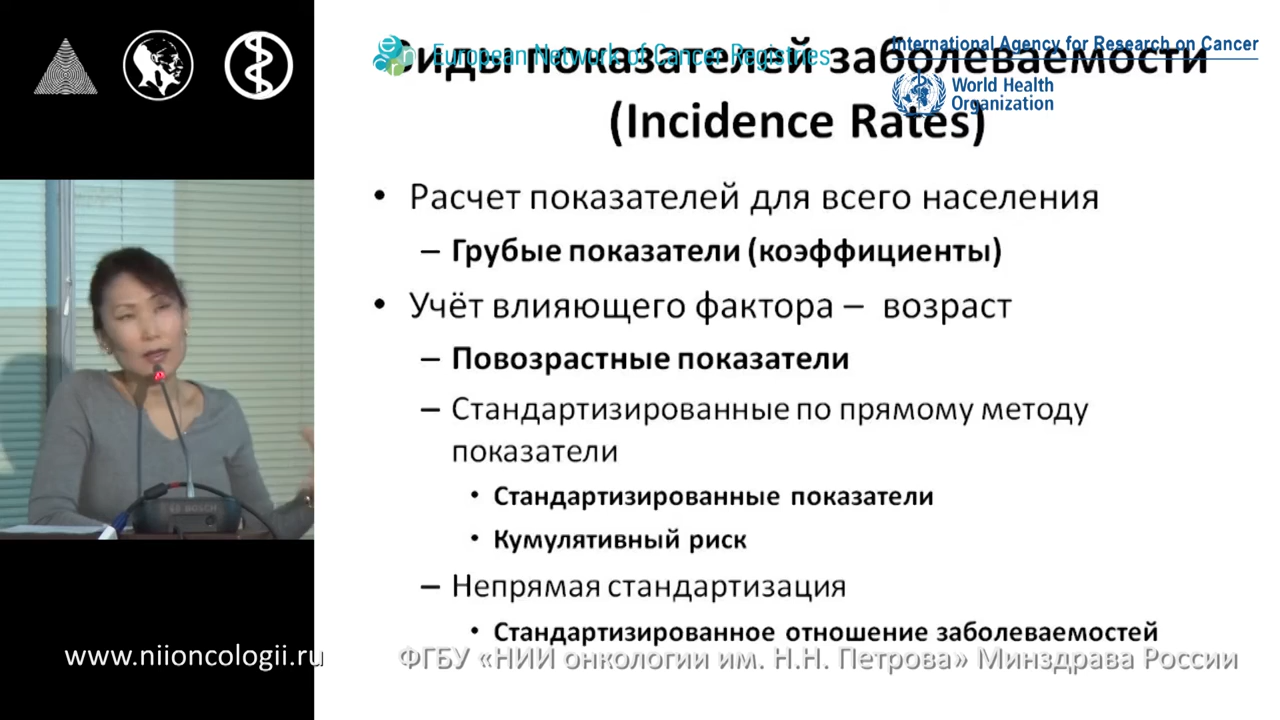 European Network of Cancer Registries
International Agency for Research on Cancer
World Health
Organization
Виды показателей заболеваемости
(Incidence Rates)
• Расчет показателей для всего населения
– Грубые показатели (коэффициенты)
• Учёт влияющего фактора – возраст
– Повозрастные показатели
– Стандартизированные по прямому методу
показатели
• Стандартизированные показатели
• Кумулятивный риск
– Непрямая стандартизация
• Стандартизированное отношение заболеваемостей
www.niioncologii.ru
ФГБУ «НИИ онкологии им. Н.Н. Петрова» Минздрава России